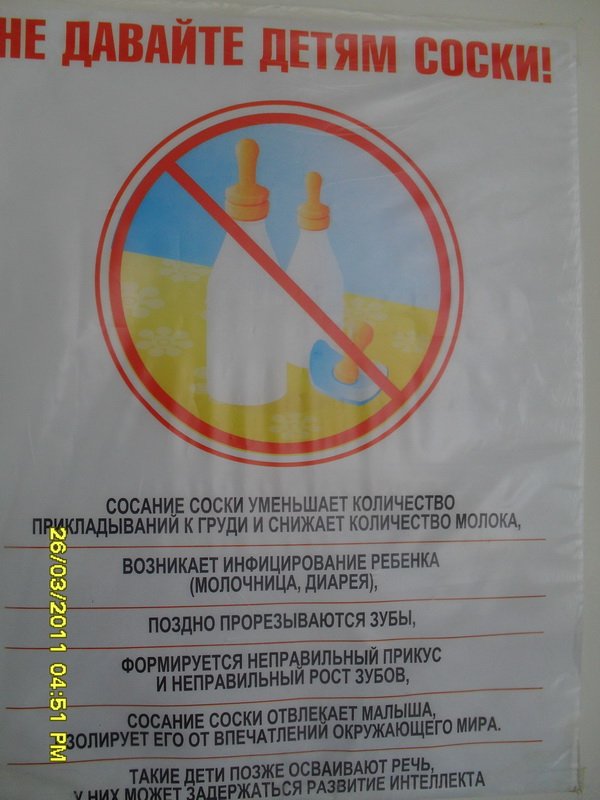 НЕ ДАВАЙТЕ ДЕТЯМ СОСКИ!
СОСАНИЕ СОСКИ УМЕНЬШАЕТ КОЛИЧЕСТВО
ПРИКЛАДЫВАНИЙ К ГРУДИ И СНИЖАЕТ КОЛИЧЕСТВО МОЛОКА,
ВОЗНИКАЕТ ИНФИЦИРОВАНИЕ РЕБЕНКА
(МОЛОЧНИЦА, ДИАРЕЯ),
ПОЗДНО ПРОРЕЗЫВАЮТСЯ ЗУБЫ,
ФОРМИРУЕТСЯ НЕПРАВИЛЬНЫЙ ПРИКУС
И НЕПРАВИЛЬНЫЙ РОСТ ЗУБОВ,
СОСАНИЕ СОСКИ ОТВЛЕКАЕТ МАЛЫША,
ЗОЛИРУЕТ ЕГО ОТ ВПЕЧАТЛЕНИЙ ОКРУЖАЮЩЕГО МИРА.
ТАКИЕ ДЕТИ ПОЗЖЕ ОСВАИВАЮТ РЕЧЬ,
У НИХ МОЖЕТ ЗАДЕРЖАТЬСЯ РАЗВИТИЕ ИНТЕЛЛЕКТА
26/03/2011 04:51 PM